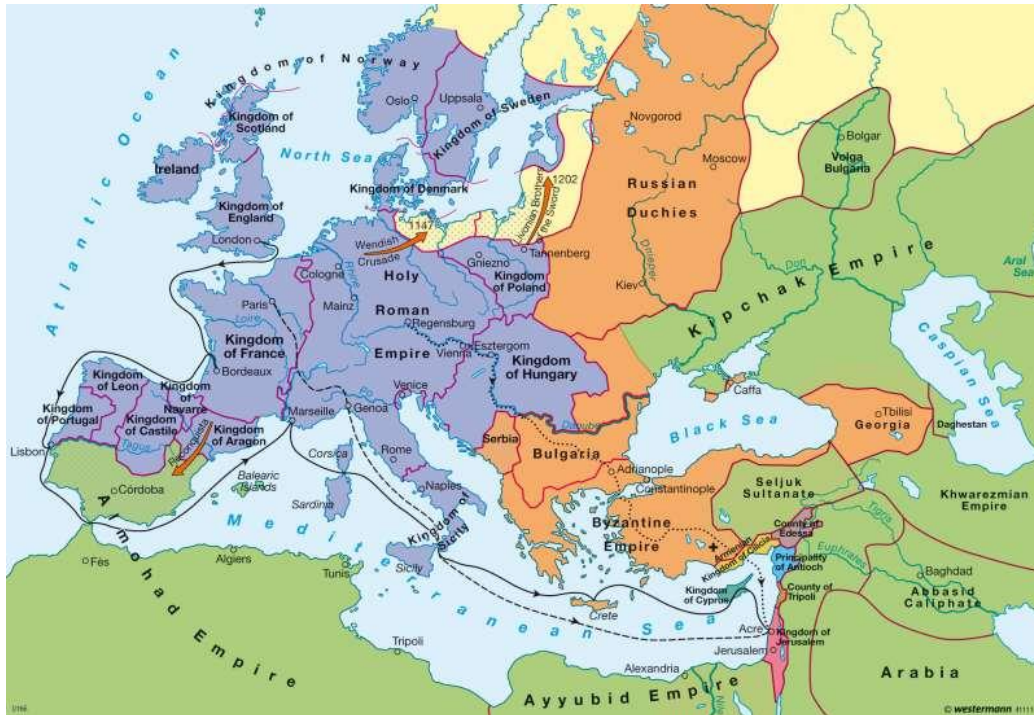 Atlantic Ocean
Kingdom of Norway
Kingdom of
Scotland
Ireland
North Sea
Kingdom of
England
London
Oslo
Uppsala
Kingdom of Sweden
Kingdom of Denmark
1147
Wendish
Crusade
1202
Livonian Brothers
of the Sword
Tannenberg
Gniezno
Kingdom
of Poland
Novgorod
Moscow
Russian
Duchies
Dnieper
Kiev
Bolgar
Volga
Bulgaria
Don
Kipchak Empire
Aral
Sea
Caspian Sea
Cologne
Rhine
Mainz
Holy
Roman
Empire
Regensburg
Vienna
Esztergom
Kingdom
of Hungary
Paris
Loire
Kingdom
of France
Bordeaux
Kingdom
of Leon
Kingdom
of Portugal
Kingdom
of Castile
Kingdom
of
Navarre
Kingdom
of Aragon
Reconquista
Tagus
Lisbon
Córdoba
Balearic
Islands
Marseille
Genoa
Venice
Corsica
Sardinia
Rome
Naples
Kingdom of
Sicily
Sicily
Serbia
Bulgaria
Danube
Black Sea
Caffa
Tbilisi
Georgia
Daghestan
Adrianople
Constantinople
Byzantine
Empire
Seljuk
Sultanate
County of
Edessa
Armenian
Kingdom of Cilicia
Principality
of Antioch
County of
Tripoli
Kingdom
of Cyprus
Acre
Kingdom of
Jerusalem
Jerusalem
Tigris
Euphrates
Baghdad
Abbasid
Caliphate
Khwarezmian
Empire
Arabia
Crete
Mediterranean Sea
Almohad Empire
Fès
Algiers
Tunis
Tripoli
Alexandria
Nile
Ayyubid Empire
© westermann